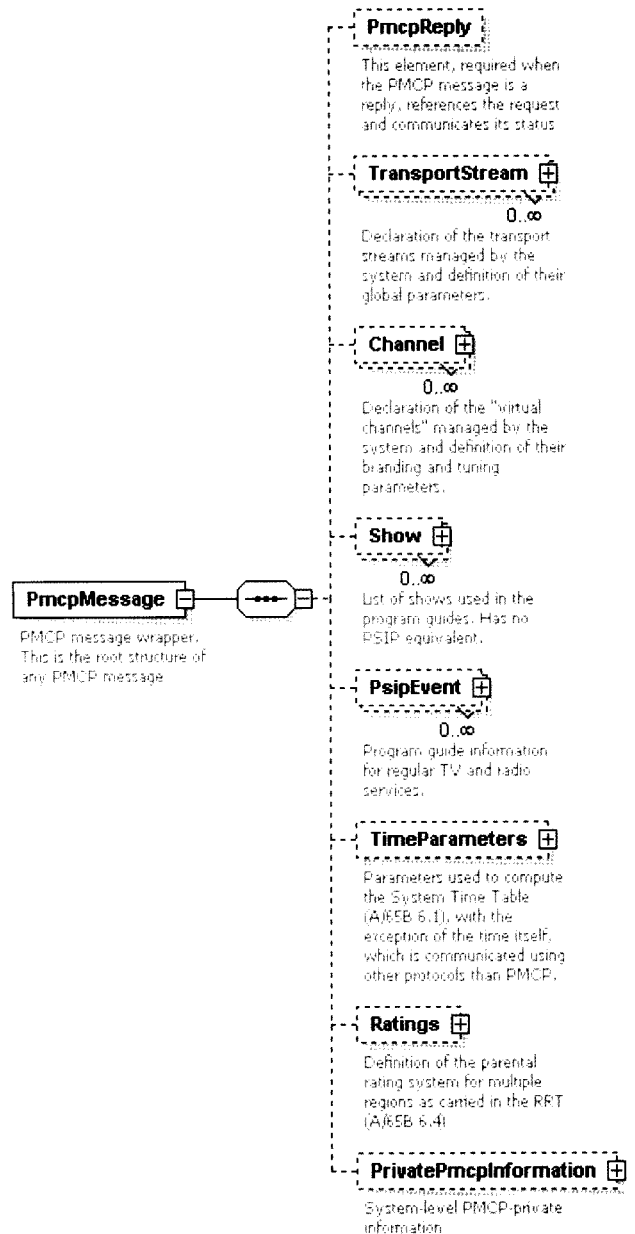 PmcpReply
This element, required when
the PMCP message is a
reply, references the request
and communicates its status
TransportStream
0..∞
Declaration of the transport
streams managed by the
system and definition of their
global parameters.
Channel
0..∞
Declaration of the "virtual
channels" managed by the
system and definition of their
branding and tuning
parameters.
Show
0..∞
List of shows used in the
program guides. Has no
PSIP equivalent.
PmcpMessage
PMCP message wrapper.
This is the root structure of
any PMCP message
PsipEvent
0..∞
Program guide information
for regular TV and radio
services.
TimeParameters
Parameters used to compute
the System Time Table
(A/65B 6.1), with the
exception of the time itself,
which is communicated using
other protocols than PMCP.
Ratings
Definition of the parental
rating system for multiple
regions as carried in the RRT
(A/65B 6.4)
PrivatePmcpInformation
System-level PMCP-private
information